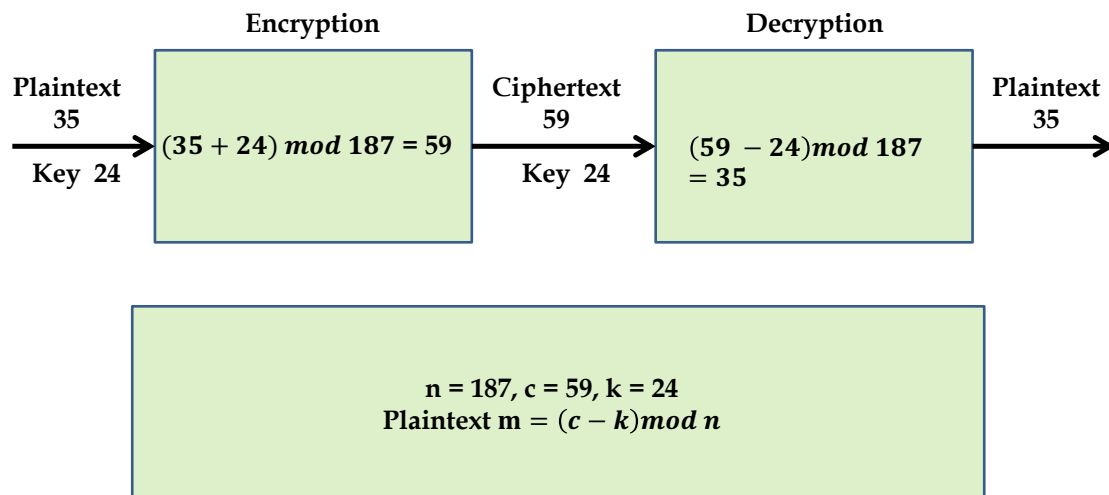 Encryption
Decryption
Plaintext
35
Key 24
(35 + 24) mod 187 = 59
Ciphertext
59
Key 24
(59 − 24)mod 187
= 35
Plaintext
35
n = 187, c = 59, k = 24
Plaintext m = (c − k)mod n